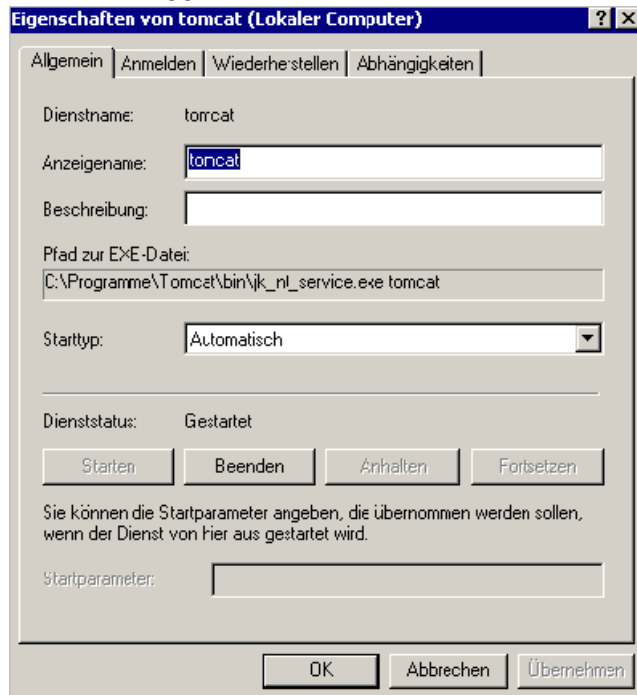 Eigenschaften von tomcat (Lokaler Computer)
Allgemein Anmelden Wiederherstellen Abhängigkeiten
Dienstname: tomcat
Anzeigename: tomcat
Beschreibung:
Pfad zur EXE-Datei:
C:\Programme\Tomcat\bin\jk_nt_service.exe tomcat
Starttyp: Automatisch
Dienststatus: Gestartet
Starten Beenden Anhalten Fortsetzen
Sie können die Startparameter angeben, die übernommen werden sollen,
wenn der Dienst von hier aus gestartet wird.
Startparameter:
OK Abbrechen Übernehmen